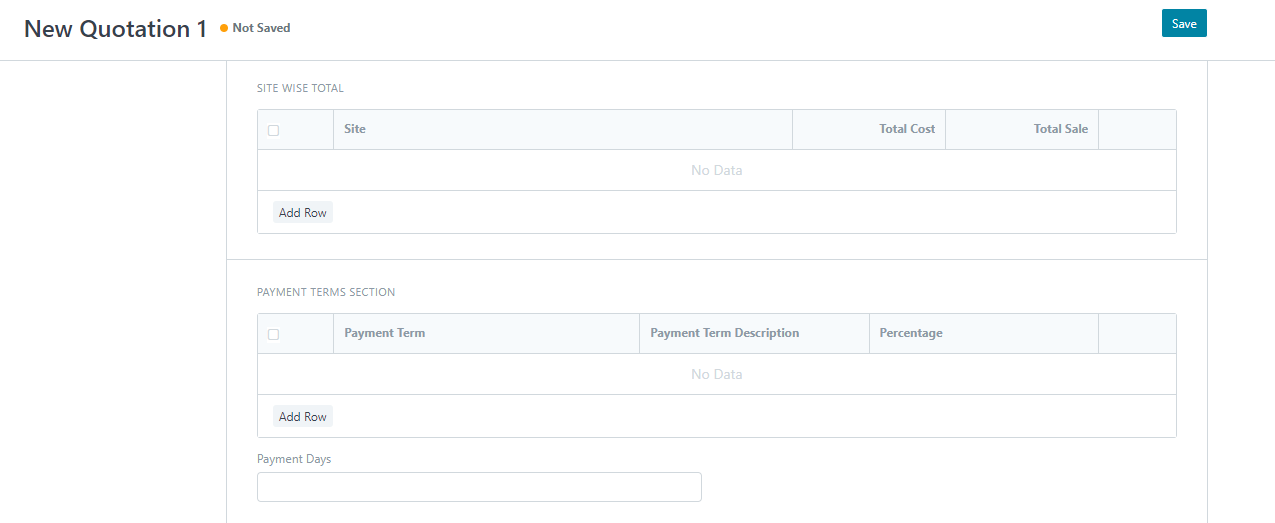 New Quotation 1 Not Saved Save
SITE WISE TOTAL
Site Total Cost Total Sale
No Data
Add Row
PAYMENT TERMS SECTION
Payment Term Payment Term Description Percentage
No Data
Add Row
Payment Days